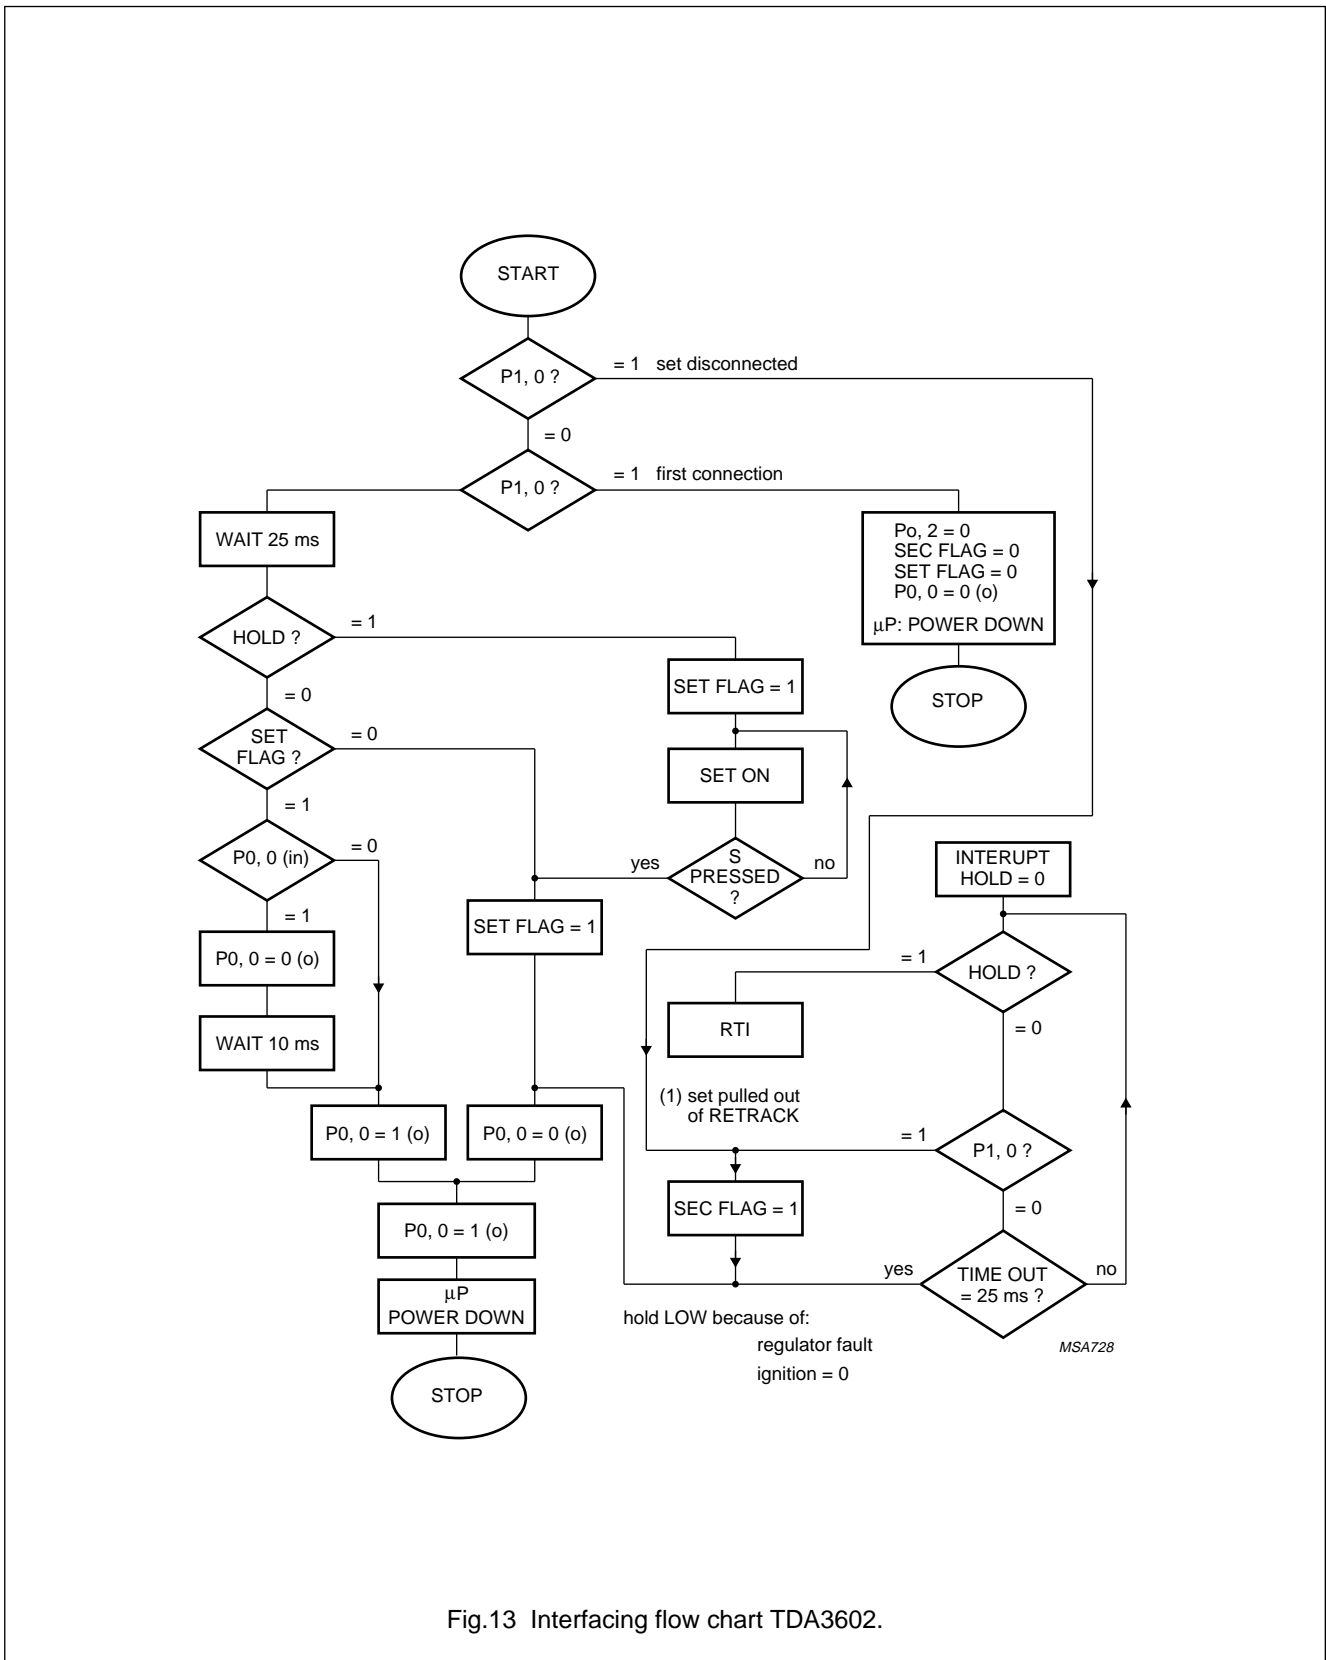 START
P1, 0 ?
= 1 set disconnected
= 0
P1, 0 ?
= 1 first connection
WAIT 25 ms
Po, 2 = 0
SEC FLAG = 0
SET FLAG = 0
P0, 0 = 0 (o)
μP: POWER DOWN
STOP
HOLD ?
= 1
= 0
SET FLAG = 1
SET
FLAG ?
= 0
= 1
SET ON
P0, 0 (in)
= 0
= 1
S
PRESSED
?
yes
no
SET FLAG = 1
P0, 0 = 0 (o)
WAIT 10 ms
P0, 0 = 1 (o)
P0, 0 = 0 (o)
P0, 0 = 1 (o)
μP
POWER DOWN
STOP
INTERUPT
HOLD = 0
HOLD ?
= 1
= 0
RTI
(1) set pulled out
of RETRACK
P1, 0 ?
= 1
= 0
SEC FLAG = 1
TIME OUT
= 25 ms ?
yes
no
hold LOW because of:
regulator fault
ignition = 0
MSA728
Fig.13 Interfacing flow chart TDA3602.